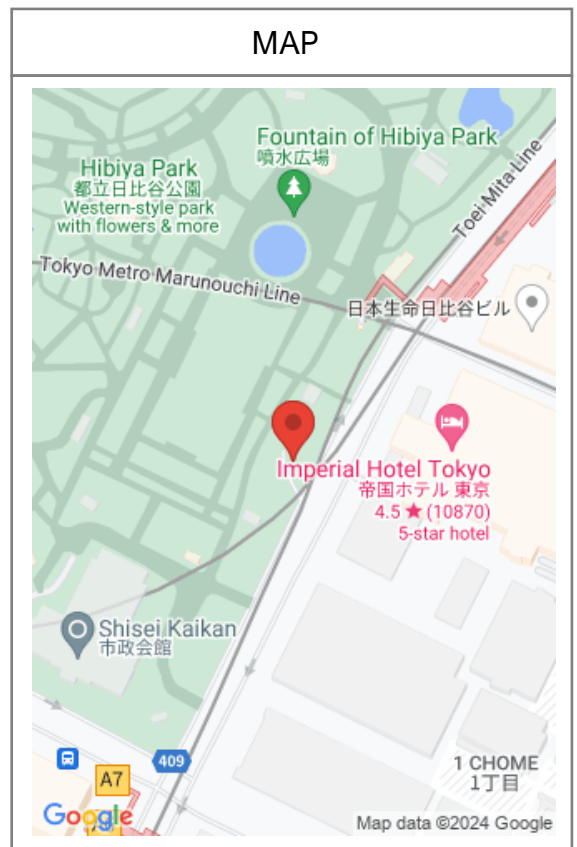 MAP
Fountain of Hibiya Park
噴水広場
Hibiya Park
都立日比谷公園
Western-style park
with flowers & more
Toei Mita Line
Tokyo Metro Marunouchi Line
日本生命日比谷ビル
Imperial Hotel Tokyo
帝国ホテル 東京
4.5 ★ (10870)
5-star hotel
Shisei Kaikan
市政会館
409
1 CHOME
1丁目
A7
Google
Map data ©2024 Google